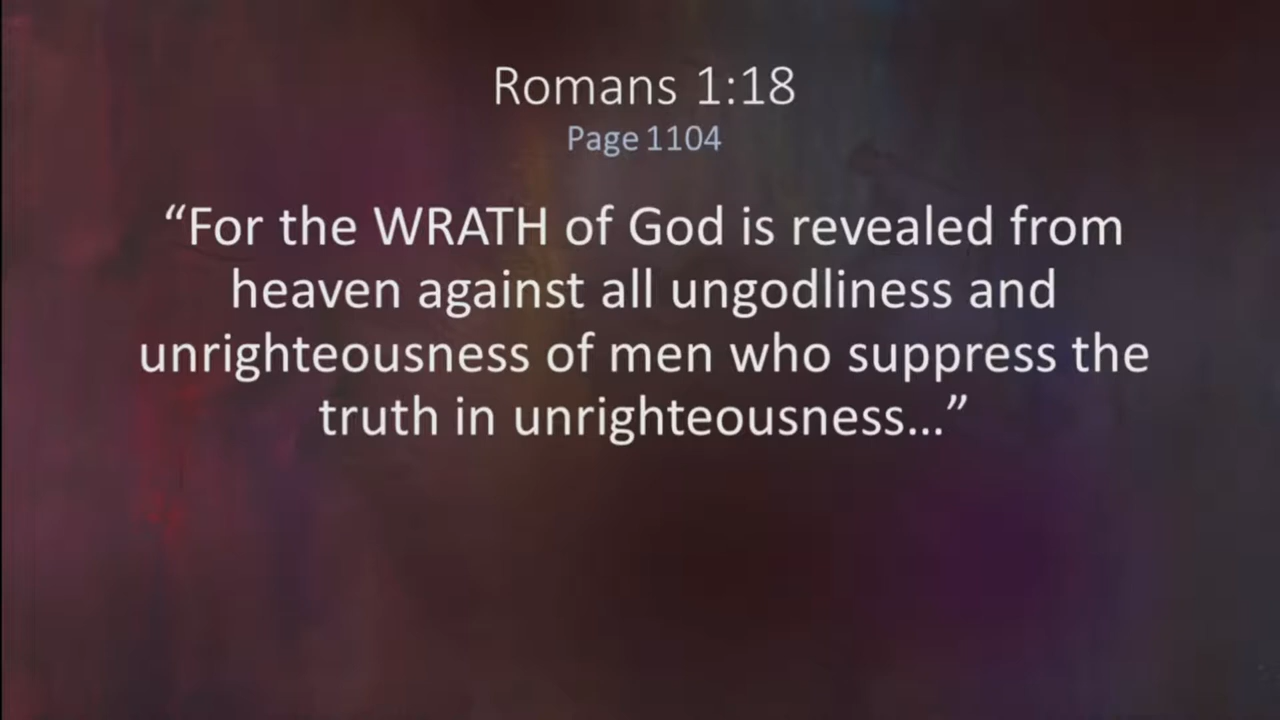 Romans 1:18
Page 1104
“For the WRATH of God is revealed from
heaven against all ungodliness and
unrighteousness of men who suppress the
truth in unrighteousness…”